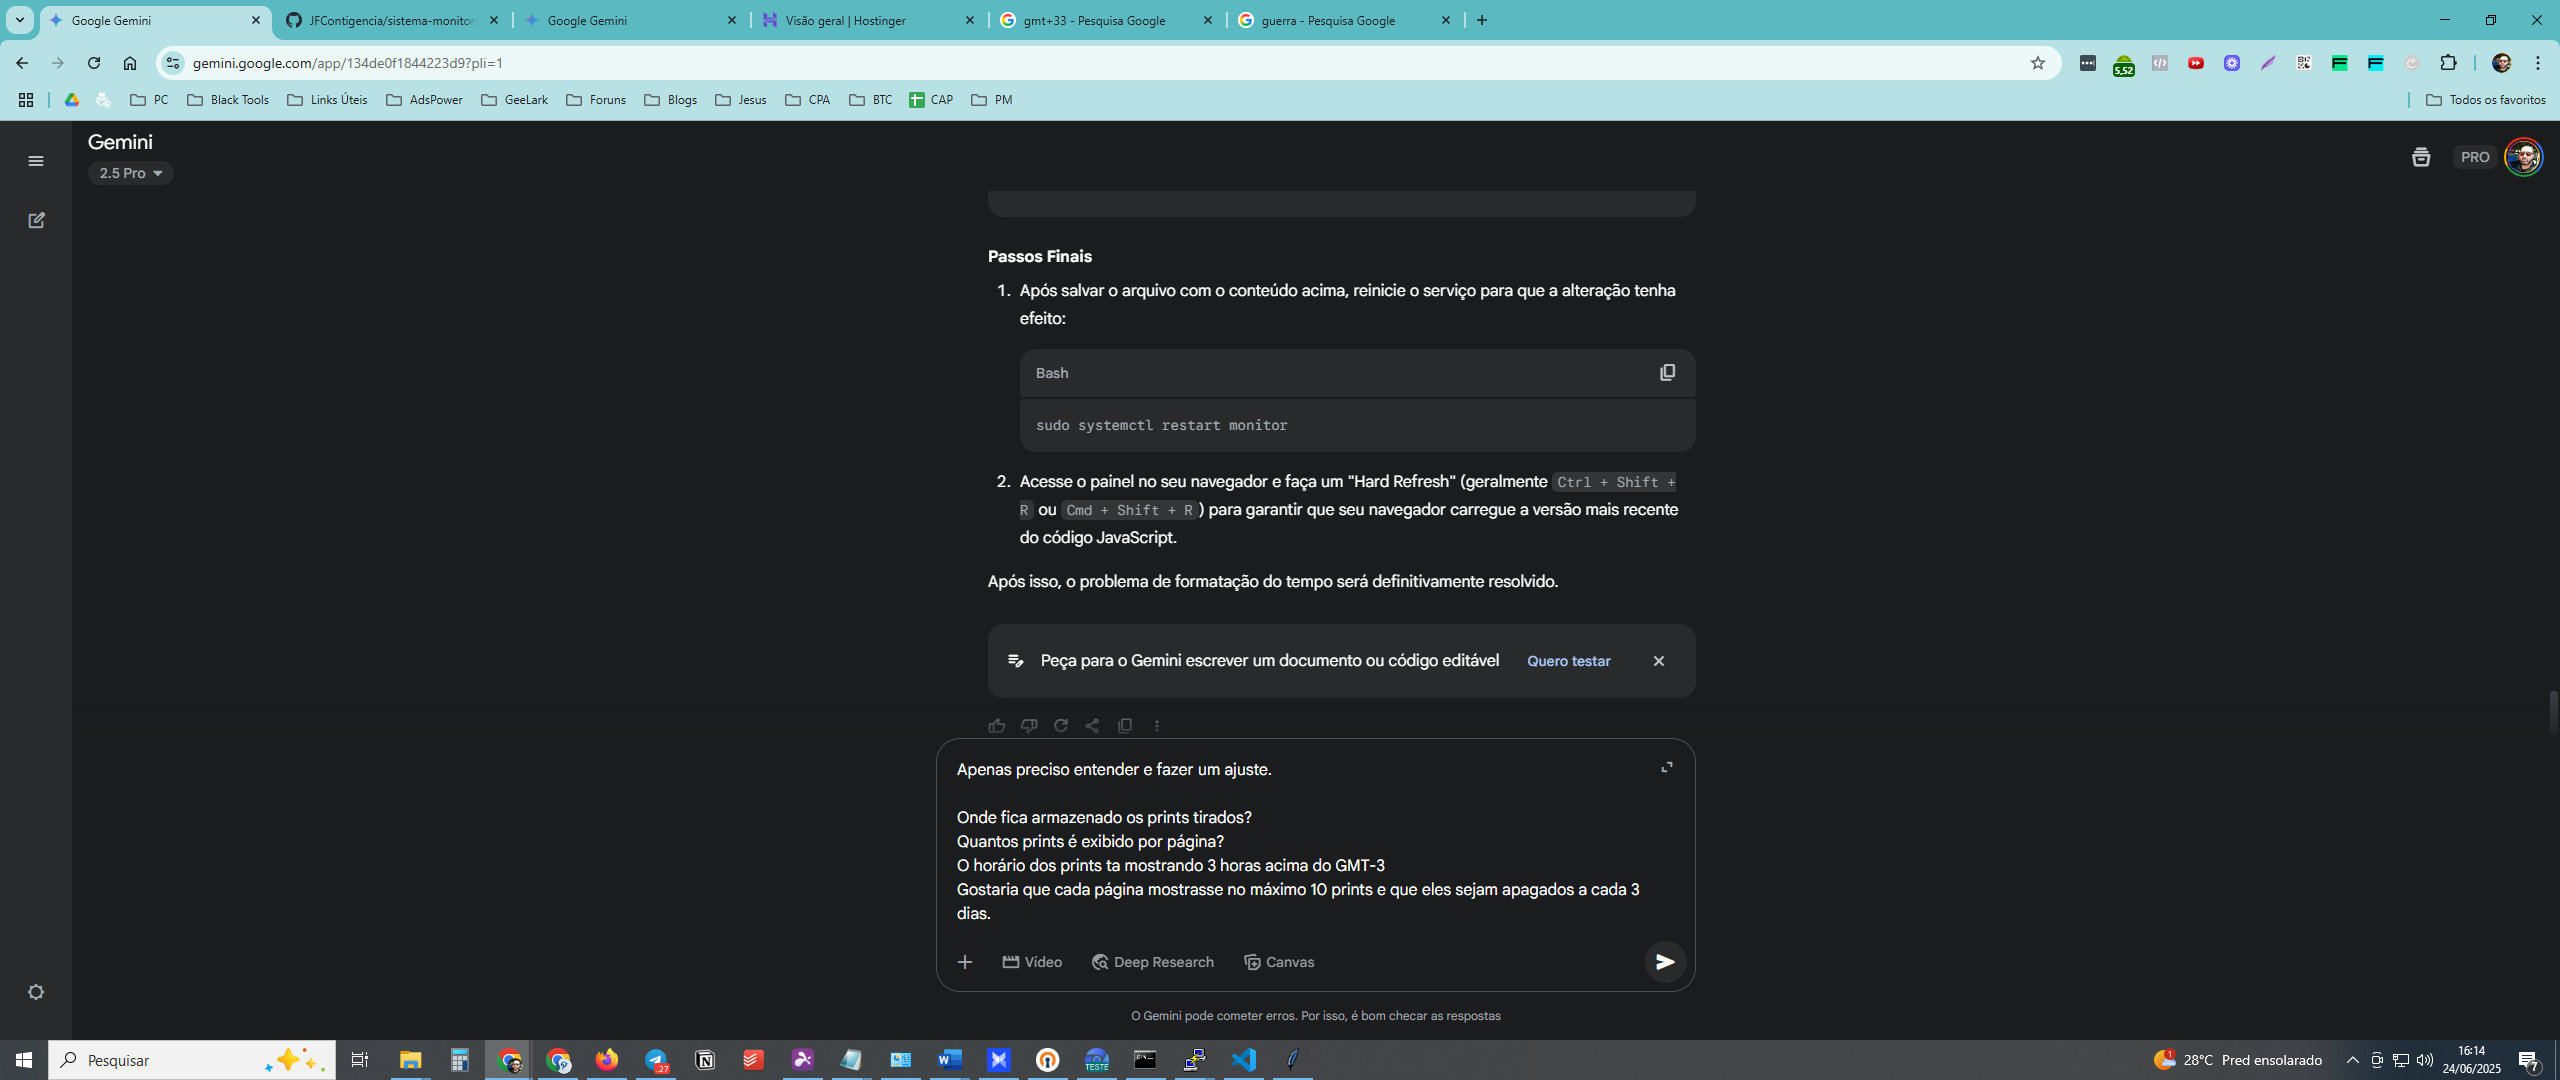 Google Gemini
JFContigencia/sistema-monitor
Google Gemini
Visão geral | Hostinger
gmt+33 - Pesquisa Google
guerra - Pesquisa Google
gemini.google.com/app/134de0f1844223d9?pli=1
5,52
PC
Black Tools
Links Úteis
AdsPower
GeeLark
Foruns
Blogs
Jesus
CPA
BTC
CAP
PM
Todos os favoritos
Gemini
2.5 Pro
PRO
Passos Finais
1. Após salvar o arquivo com o conteúdo acima, reinicie o serviço para que a alteração tenha
efeito:
Bash
sudo systemctl restart monitor
2. Acesse o painel no seu navegador e faça um "Hard Refresh" (geralmente Ctrl + Shift +
R ou Cmd + Shift + R) para garantir que seu navegador carregue a versão mais recente
do código JavaScript.
Após isso, o problema de formatação do tempo será definitivamente resolvido.
Peça para o Gemini escrever um documento ou código editável
Quero testar
Apenas preciso entender e fazer um ajuste.
Onde fica armazenado os prints tirados?
Quantos prints é exibido por página?
O horário dos prints ta mostrando 3 horas acima do GMT-3
Gostaria que cada página mostrasse no máximo 10 prints e que eles sejam apagados a cada 3
dias.
Vídeo
Deep Research
Canvas
O Gemini pode cometer erros. Por isso, é bom checar as respostas
Pesquisar
27
TESTE
1
28°C Pred ensolarado
16:14
24/06/2025
7